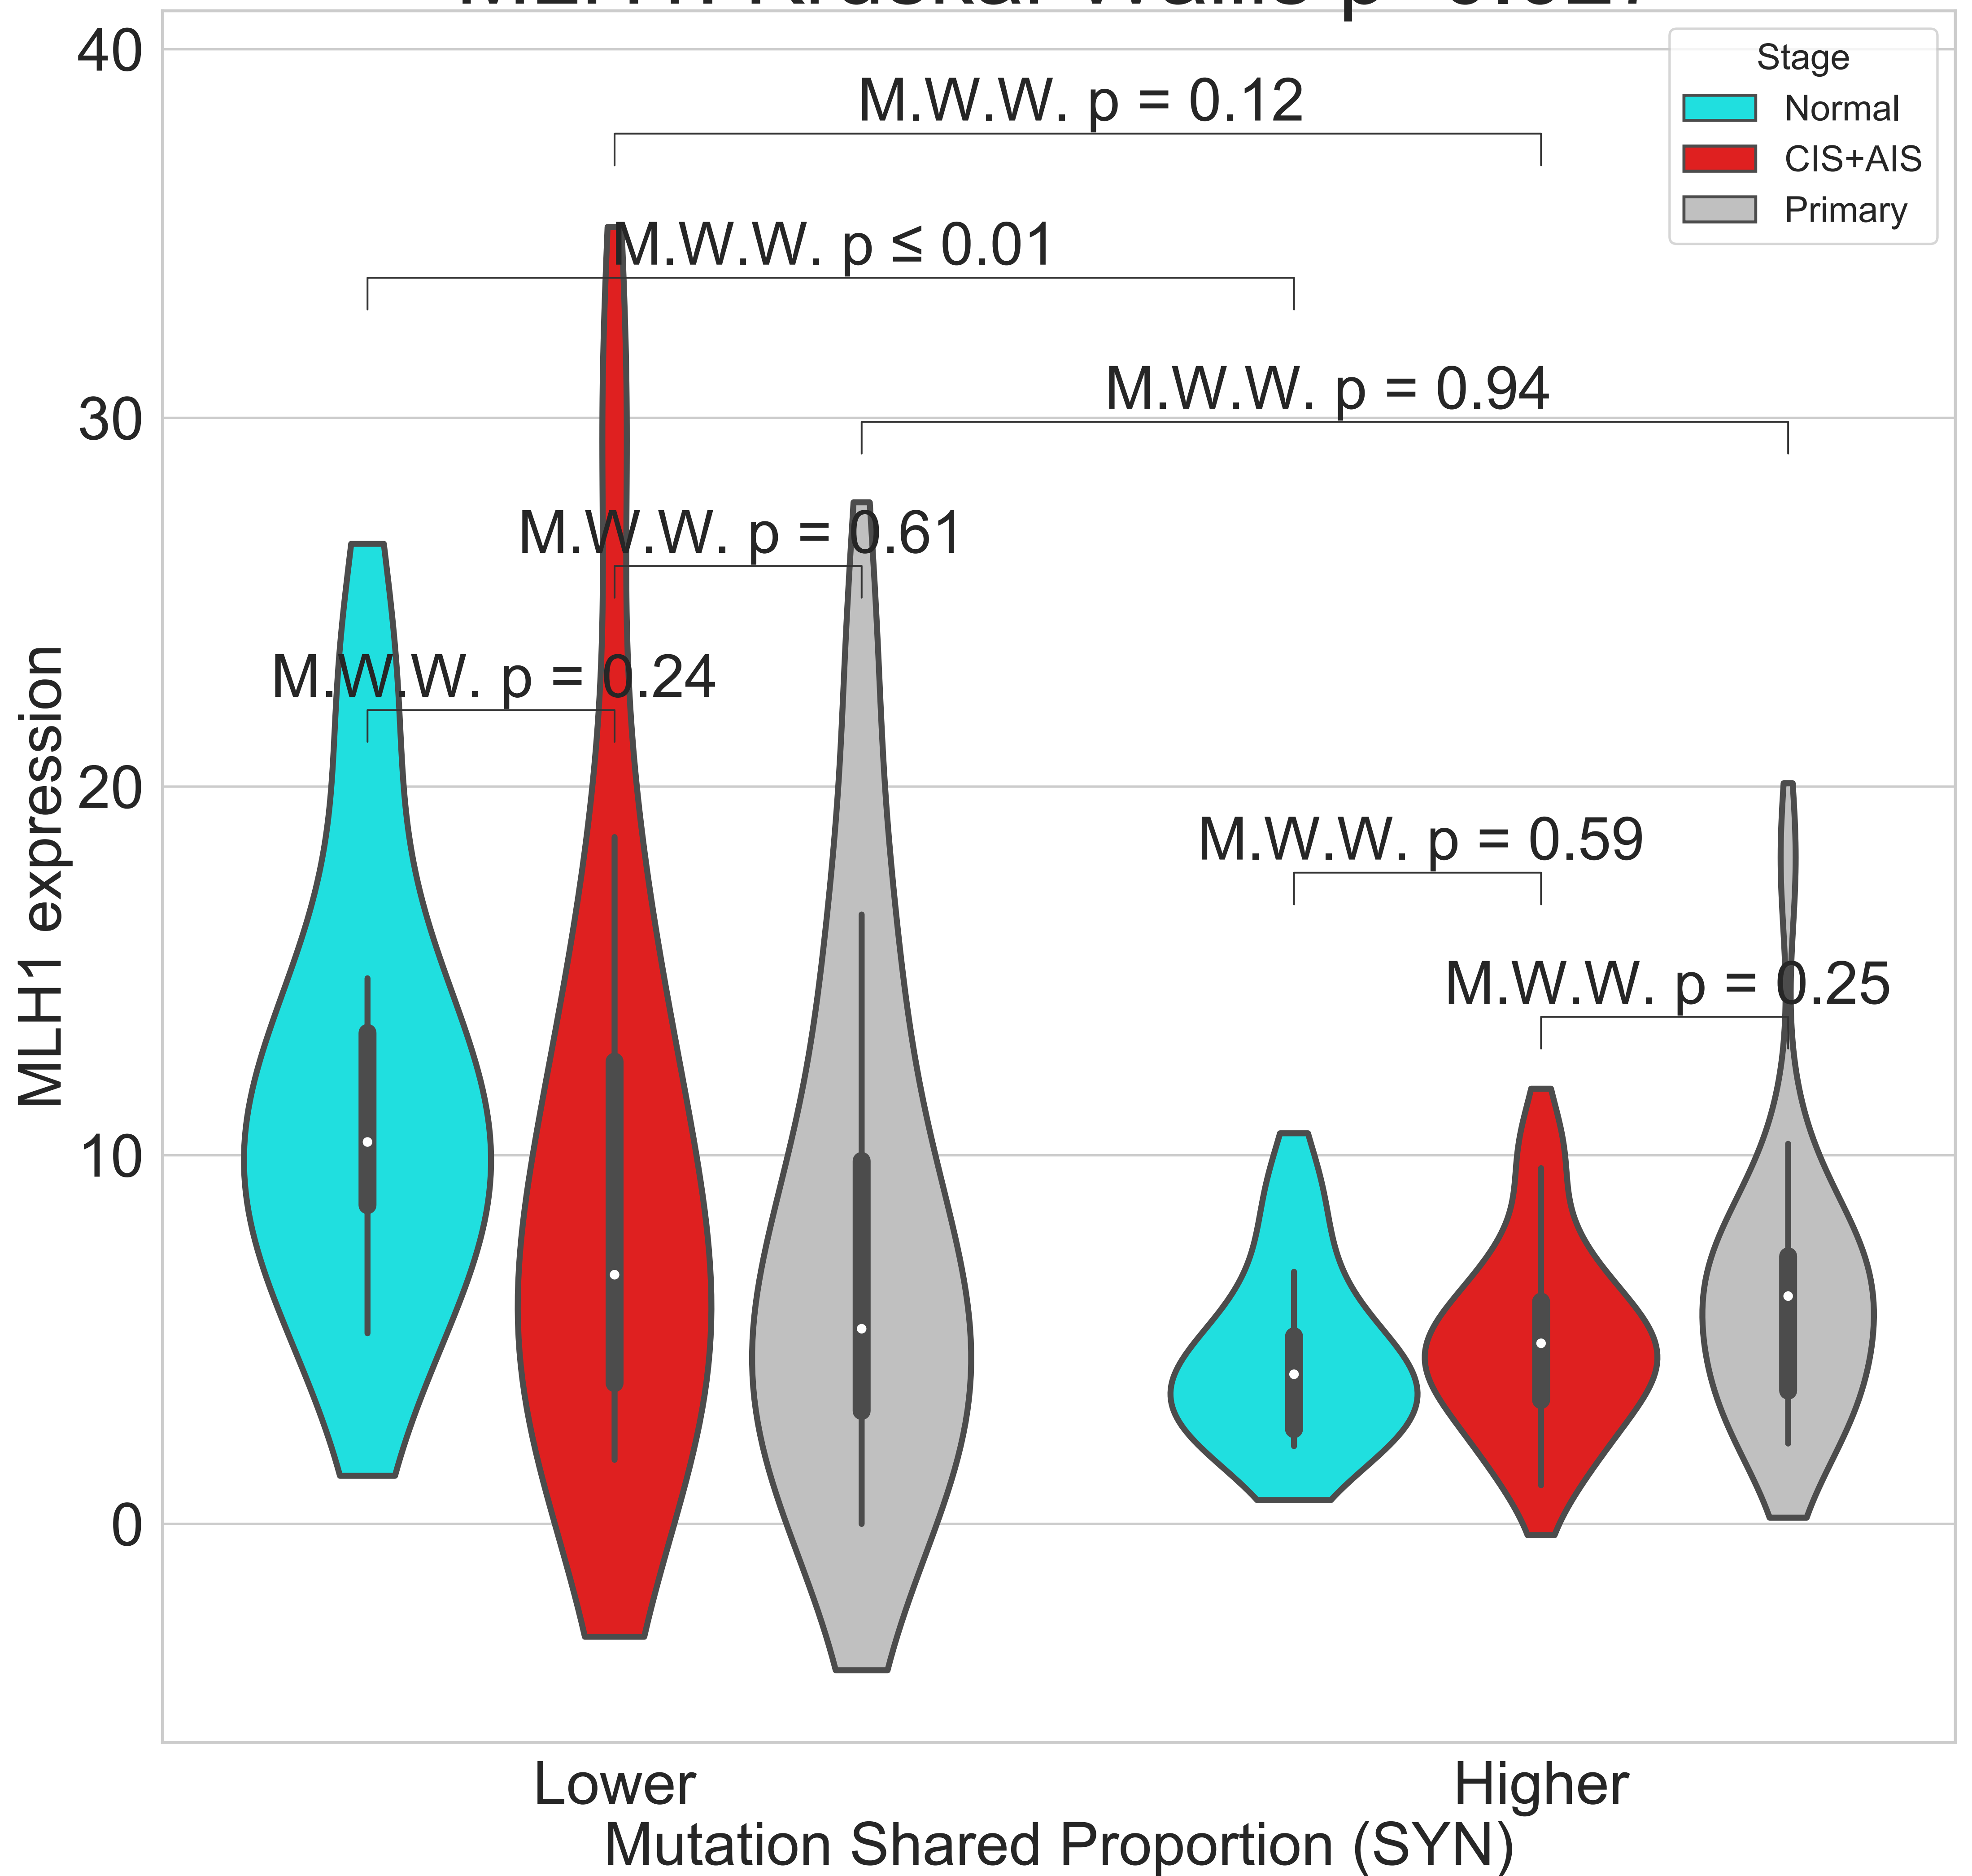 40
30
20
10
0
MLH1 expression
Stage
Normal
CIS+AIS
Primary
M.W.W. p = 0.12
M.W.W. p ≤ 0.01
M.W.W. p = 0.94
M.W.W. p = 0.61
M.W.W. p = 0.24
M.W.W. p = 0.59
M.W.W. p = 0.25
Lower
Higher
Mutation Shared Proportion (SYN)